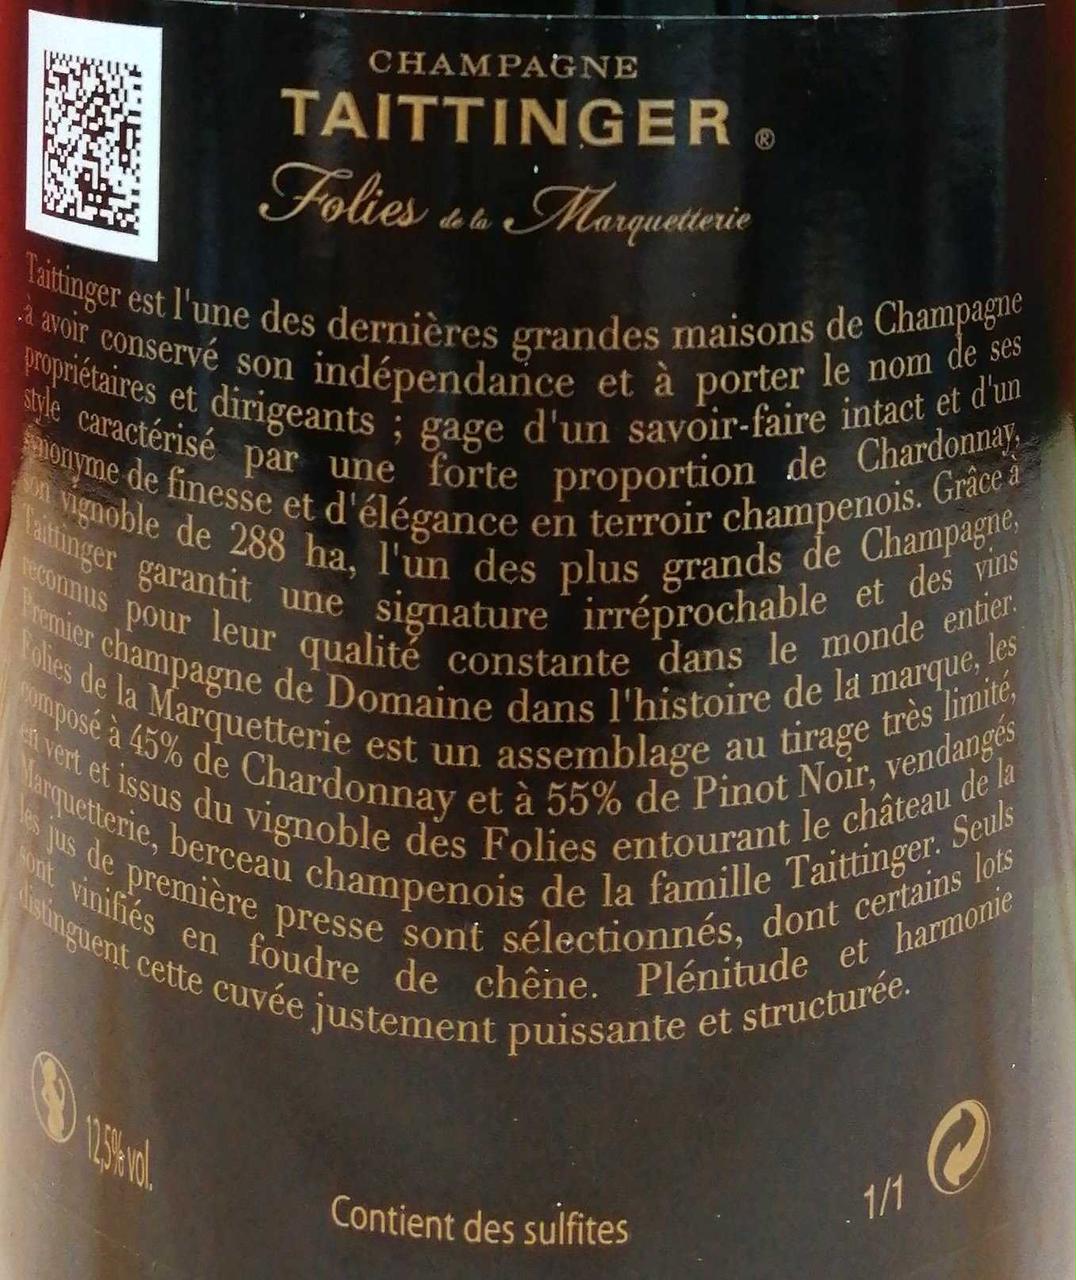 CHAMPAGNE
TAITTINGER ®
Folies de la Marquetterie
Taittinger est l'une des dernières grandes maisons de Champagne
à avoir conservé son indépendance et à porter le nom de ses
propriétaires et dirigeants ; gage d'un savoir-faire intact et d'un
style caractérisé par une forte proportion de Chardonnay,
synonyme de finesse et d'élégance en terroir champenois. Grâce à
son vignoble de 288 ha, l'un des plus grands de Champagne,
Taittinger garantit une signature irréprochable et des vins
reconnus pour leur qualité constante dans le monde entier.
Premier champagne de Domaine dans l'histoire de la marque, les
Folies de la Marquetterie est un assemblage au tirage très limité,
composé à 45% de Chardonnay et à 55% de Pinot Noir, vendangés
en vert et issus du vignoble des Folies entourant le château de la
Marquetterie, berceau champenois de la famille Taittinger. Seuls
les jus de première presse sont sélectionnés, dont certains lots
sont vinifiés en foudre de chêne. Plénitude et harmonie
distinguent cette cuvée justement puissante et structurée.
12,5% vol.
Contient des sulfites
1/1